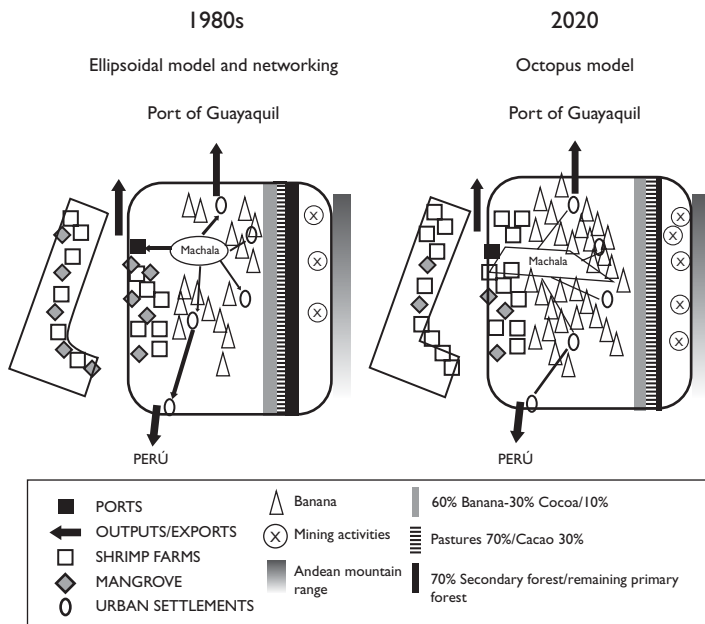 1980s
Ellipsoidal model and networking
Port of Guayaquil
Machala
PERÚ
2020
Octopus model
Port of Guayaquil
Machala
PERÚ
PORTS
OUTPUTS/EXPORTS
SHRIMP FARMS
MANGROVE
URBAN SETTLEMENTS
Banana
Mining activities
Andean mountain
range
60% Banana-30% Cocoa/10%
Pastures 70%/Cacao 30%
70% Secondary forest/remaining primary
forest